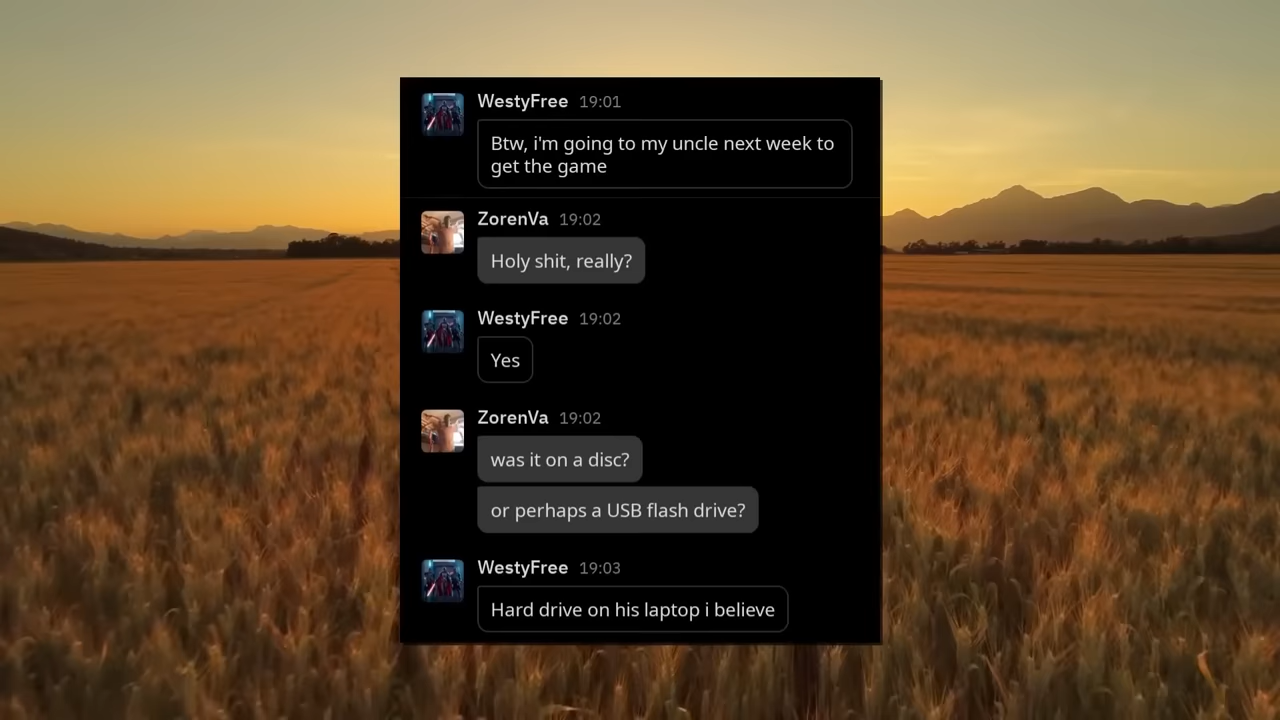 WestyFree 19:01
Btw, i'm going to my uncle next week to
get the game
ZorenVa 19:02
Holy shit, really?
WestyFree 19:02
Yes
ZorenVa 19:02
was it on a disc?
or perhaps a USB flash drive?
WestyFree 19:03
Hard drive on his laptop i believe